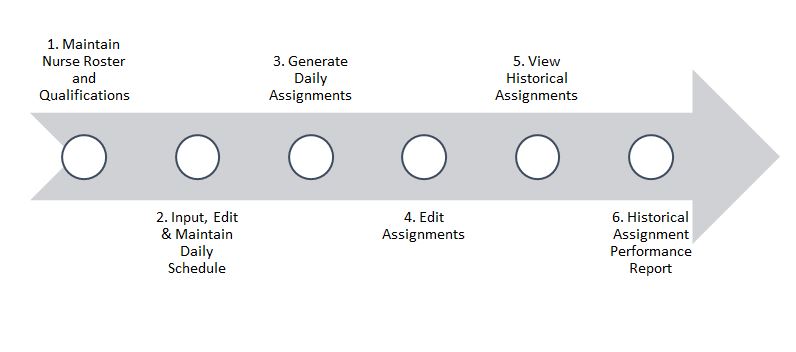 1. Maintain
Nurse Roster
and
Qualifications
2. Input, Edit
& Maintain
Daily
Schedule
3. Generate
Daily
Assignments
4. Edit
Assignments
5. View
Historical
Assignments
6. Historical
Assignment
Performance
Report